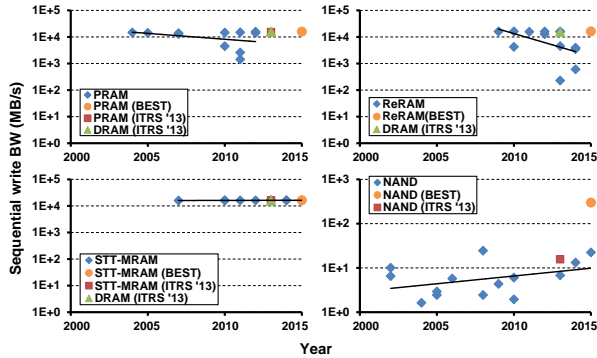 Sequential write BW (MB/s)
1E+5
1E+4
1E+3
1E+2
1E+1
1E+0
PRAM
PRAM (BEST)
PRAM (ITRS '13)
DRAM (ITRS '13)
2000 2005 2010 2015
1E+5
1E+4
1E+3
1E+2
1E+1
1E+0
ReRAM
ReRAM(BEST)
DRAM (ITRS '13)
2000 2005 2010 2015
1E+5
1E+4
1E+3
1E+2
1E+1
1E+0
STT-MRAM
STT-MRAM (BEST)
STT-MRAM (ITRS '13)
DRAM (ITRS '13)
2000 2005 2010 2015
1E+3
1E+2
1E+1
1E+0
NAND
NAND (BEST)
NAND (ITRS '13)
2000 2005 2010 2015
Year